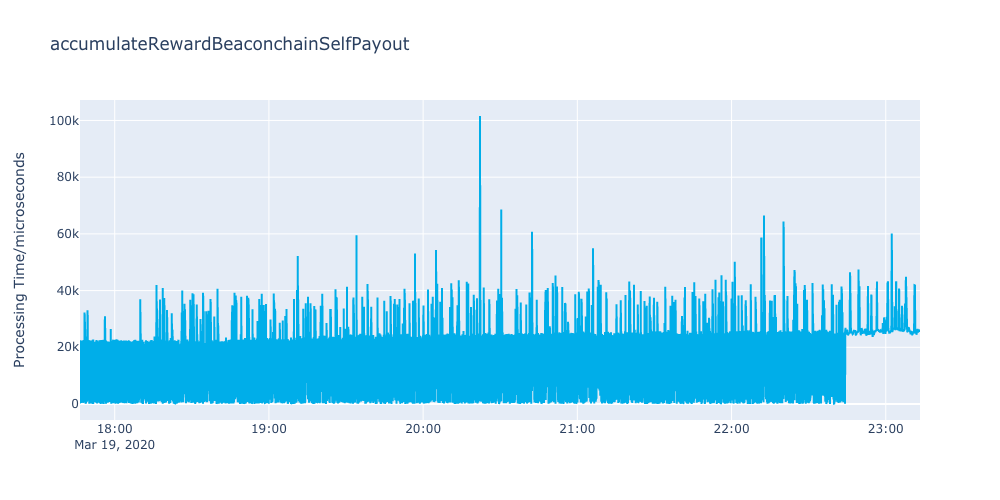 accumulateRewardBeaconchainSelfPayout
Processing Time/microseconds
100k
80k
60k
40k
20k
0
18:00 19:00 20:00 21:00 22:00 23:00
Mar 19, 2020